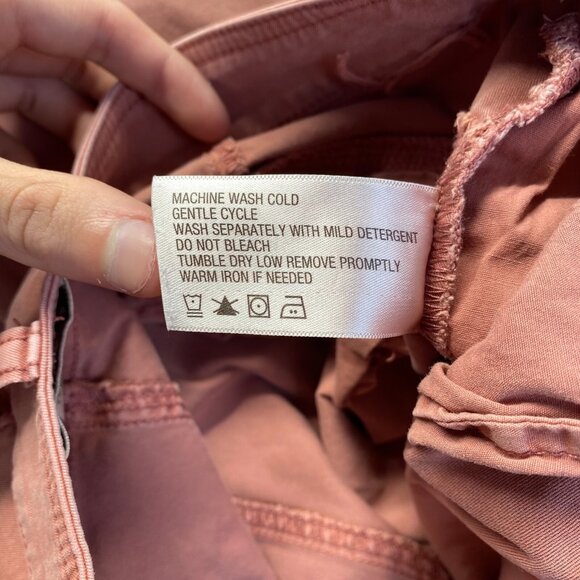 MACHINE WASH COLD
GENTLE CYCLE
WASH SEPARATELY WITH MILD DETERGENT
DO NOT BLEACH
TUMBLE DRY LOW REMOVE PROMPTLY
WARM IRON IF NEEDED